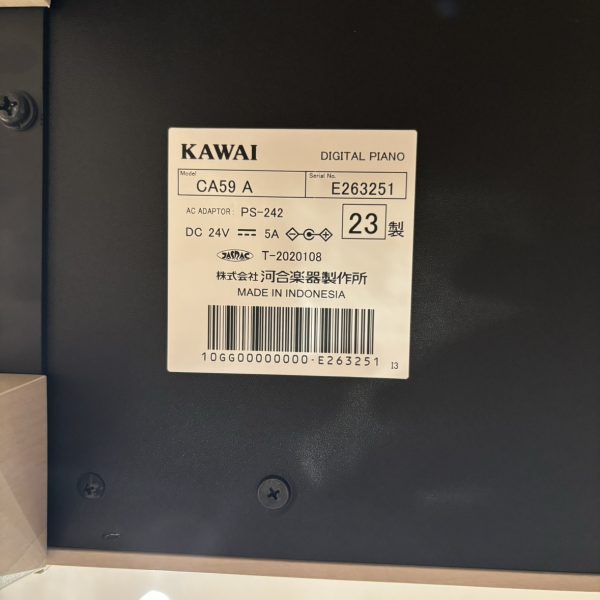 KAWAI DIGITAL PIANO
Model CA59 A Serial No. E263251
AC ADAPTOR: PS-242
DC 24V 5A
23 製
JASRAC T-2020108
株式会社 河合楽器製作所
MADE IN INDONESIA
10GG00000000-E263251 I3